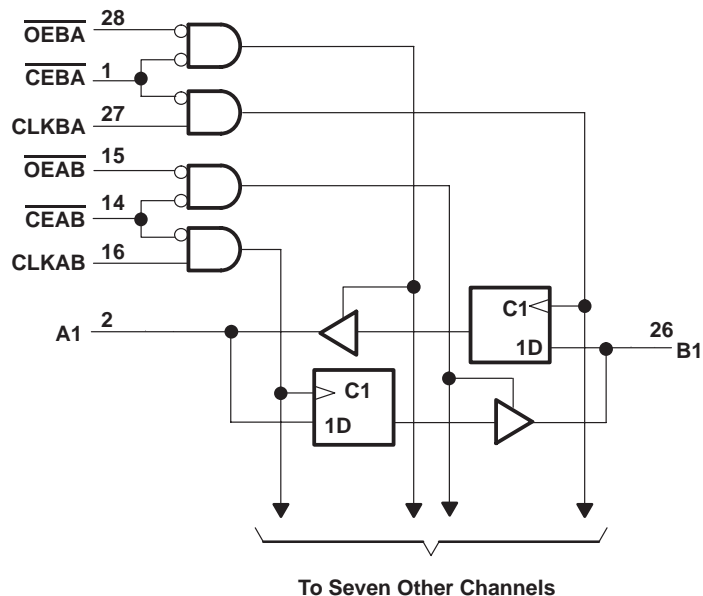 OEBA 28
CEBA 1
CLKBA 27
OEAB 15
CEAB 14
CLKAB 16
A1 2
C1
1D
26
B1
C1
1D
To Seven Other Channels